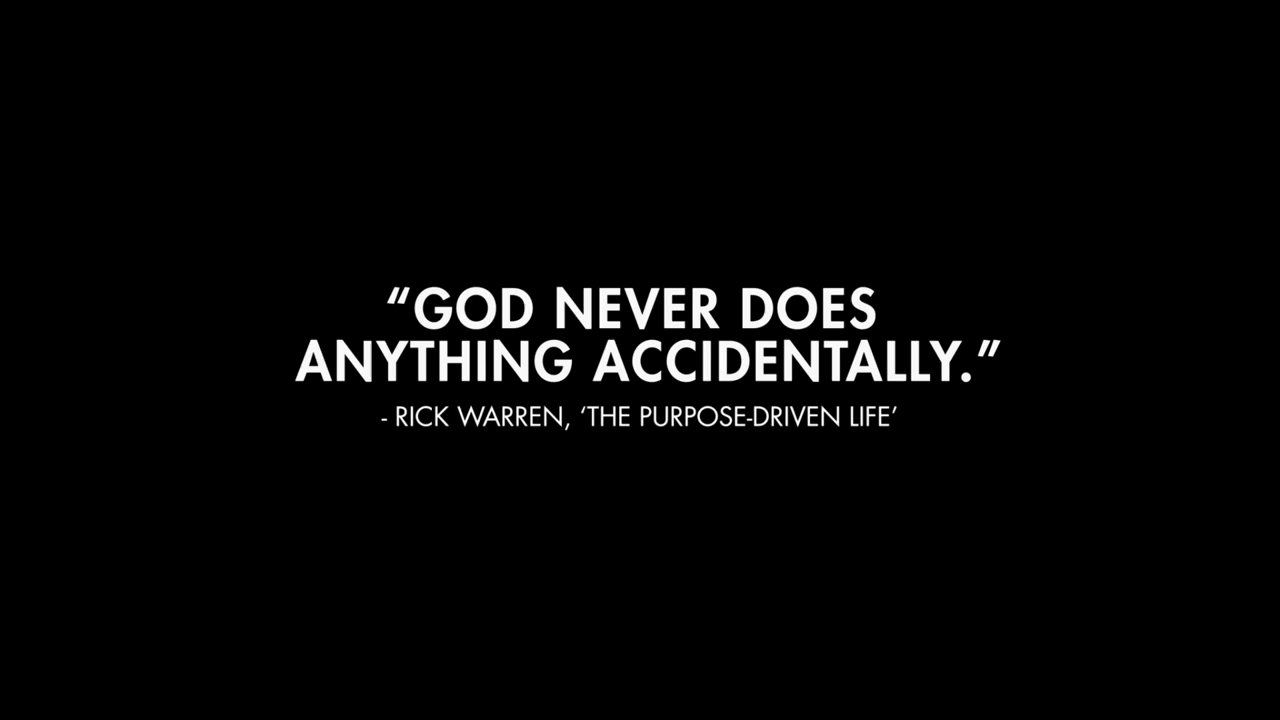 “GOD NEVER DOES
ANYTHING ACCIDENTALLY.”
- RICK WARREN, ‘THE PURPOSE-DRIVEN LIFE’